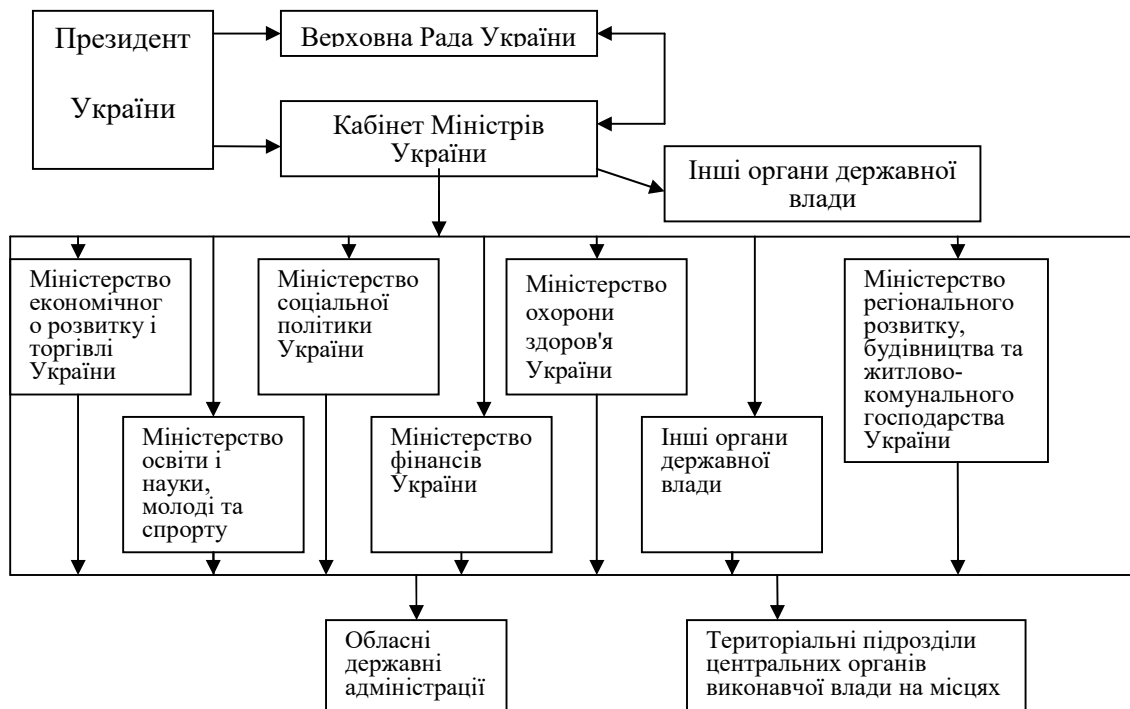 Президент
України
Верховна Рада України
Кабінет Міністрів
України
Інші органи державної
влади
Міністерство
економічног
о розвитку і
торгівлі
України
Міністерство
соціальної
політики
України
Міністерство
охорони
здоров'я
України
Міністерство
регіонального
розвитку,
будівництва та
житлово-
комунального
господарства
України
Міністерство
освіти і
науки,
молоді та
спрорту
Міністерство
фінансів
України
Інші органи
державної
влади
Обласні
державні
адміністрації
Територіальні підрозділи
центральних органів
виконавчої влади на місцях